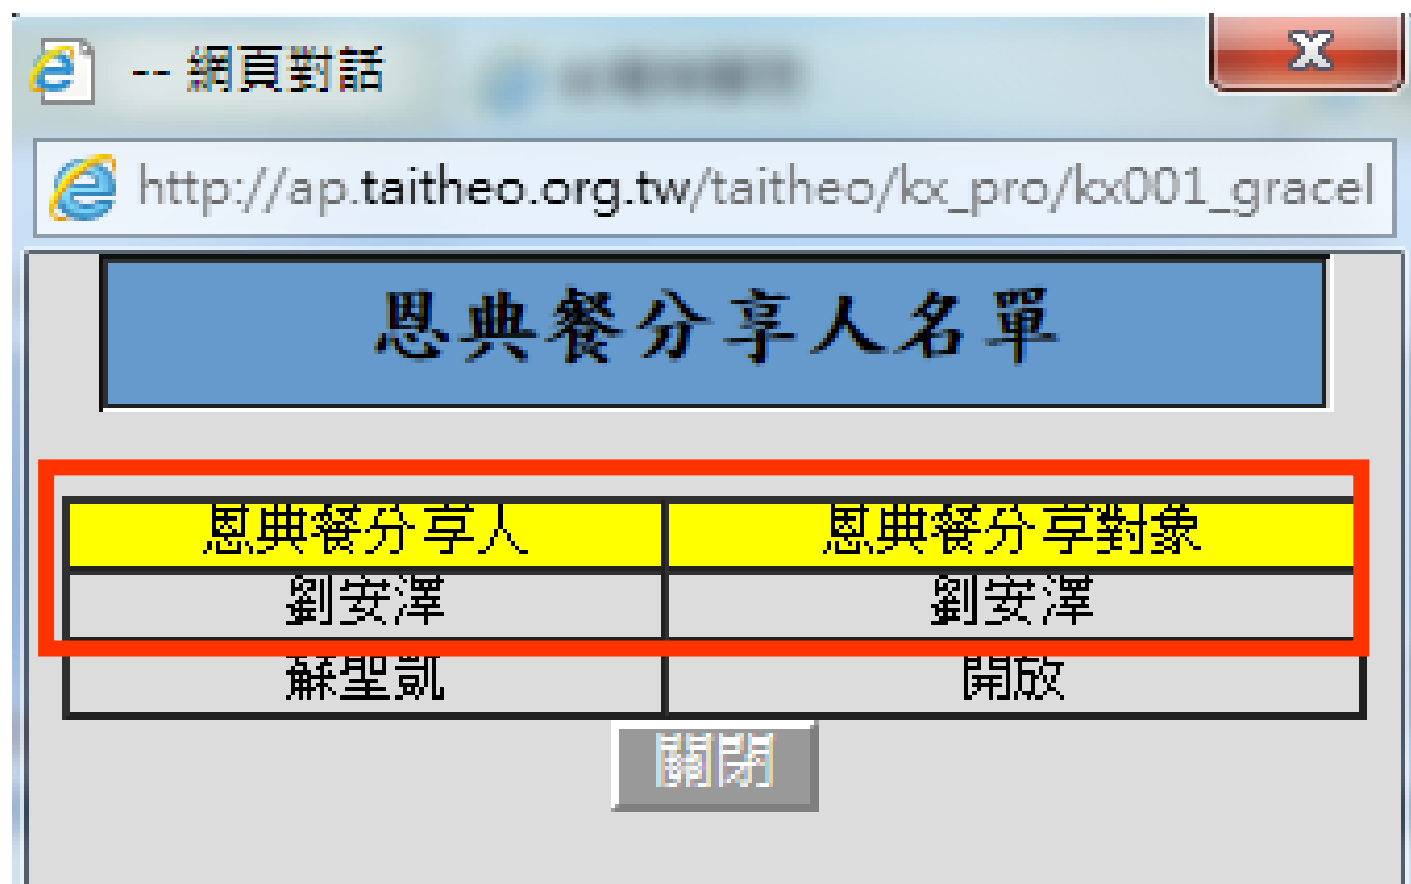 -- 網頁對話
http://ap.taitheo.org.tw/taitheo/kx_pro/kx001_gracel
恩典餐分享人名單
恩典餐分享人 恩典餐分享對象
劉安澤 劉安澤
蘇聖凱 開放
關閉